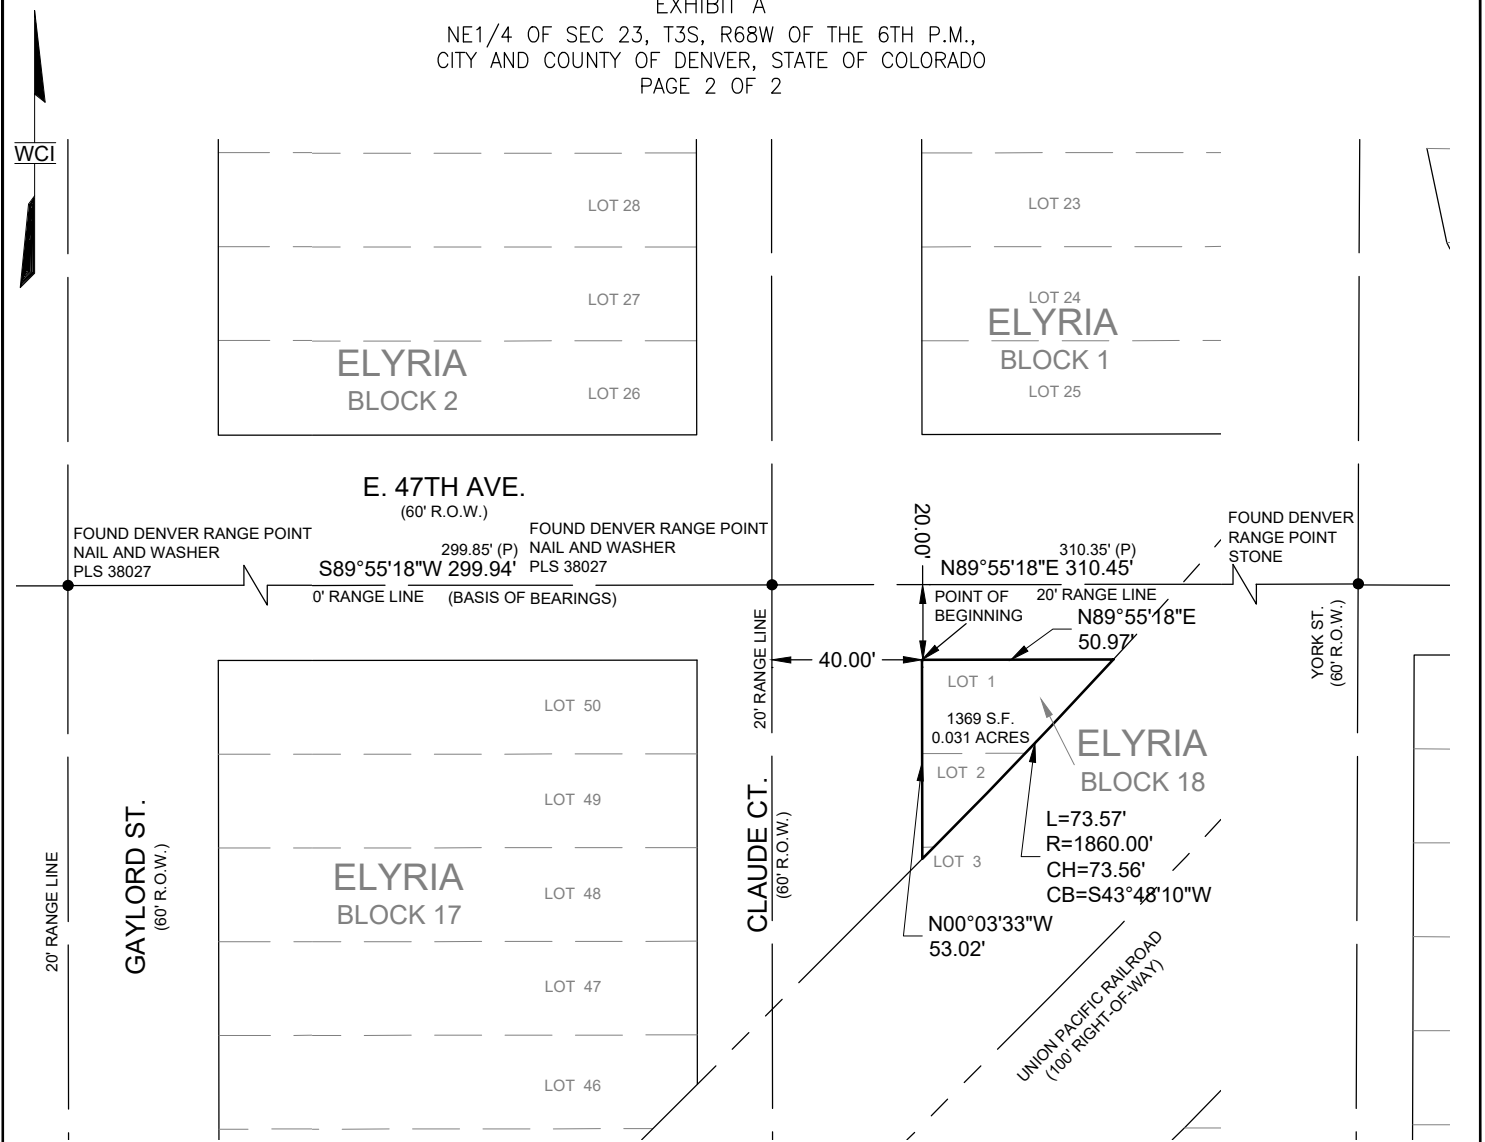 EXHIBIT A
NE1/4 OF SEC 23, T3S, R68W OF THE 6TH P.M.,
CITY AND COUNTY OF DENVER, STATE OF COLORADO
PAGE 2 OF 2
WCI
LOT 28
LOT 27
LOT 26
ELYRIA
BLOCK 2
LOT 23
LOT 24
ELYRIA
BLOCK 1
LOT 25
E. 47TH AVE.
(60' R.O.W.)
FOUND DENVER RANGE POINT
NAIL AND WASHER
PLS 38027
FOUND DENVER RANGE POINT
NAIL AND WASHER
PLS 38027
299.85' (P)
S89°55'18"W 299.94'
0' RANGE LINE
(BASIS OF BEARINGS)
20.00'
310.35' (P)
N89°55'18"E 310.45'
20' RANGE LINE
FOUND DENVER
RANGE POINT
STONE
POINT OF
BEGINNING
N89°55'18"E
50.97'
40.00'
20' RANGE LINE
YORK ST.
(60' R.O.W.)
LOT 1
1369 S.F.
0.031 ACRES
LOT 2
LOT 3
ELYRIA
BLOCK 18
L=73.57'
R=1860.00'
CH=73.56'
CB=S43°48'10"W
N00°03'33"W
53.02'
CLAUDE CT.
(60' R.O.W.)
LOT 50
LOT 49
LOT 48
LOT 47
LOT 46
ELYRIA
BLOCK 17
GAYLORD ST.
(60' R.O.W.)
20' RANGE LINE
UNION PACIFIC RAILROAD
(100' RIGHT-OF-WAY)